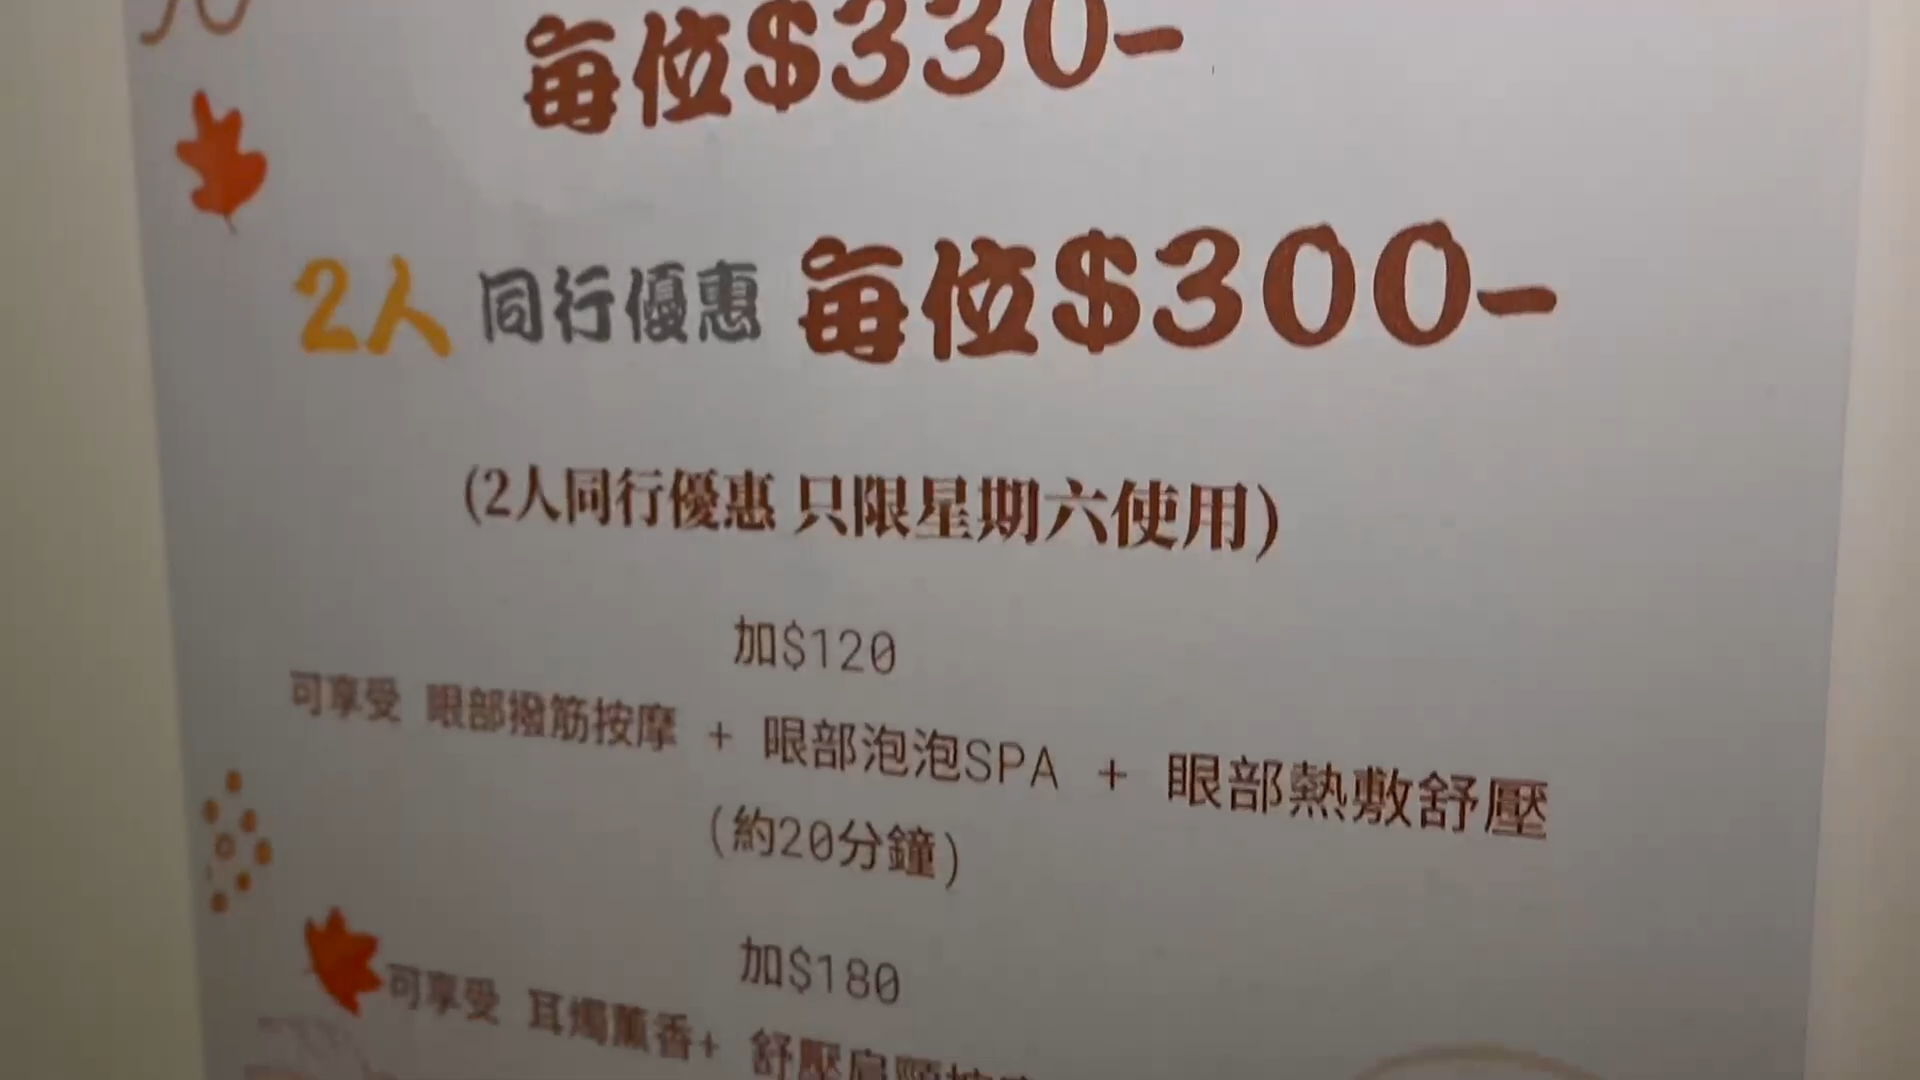 每位$330-
2人 同行優惠 每位$300-
(2人同行優惠 只限星期六使用)
加$120
可享受 眼部撥筋按摩 + 眼部泡泡SPA + 眼部熱敷舒壓
(約20分鐘)
加$180
可享受 耳燭薰香+ 舒壓肩頸按